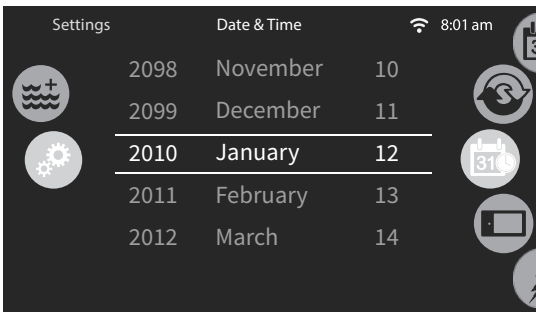 Settings Date & Time 8:01 am
2098 November 10
2099 December 11
2010 January 12
2011 February 13
2012 March 14
31